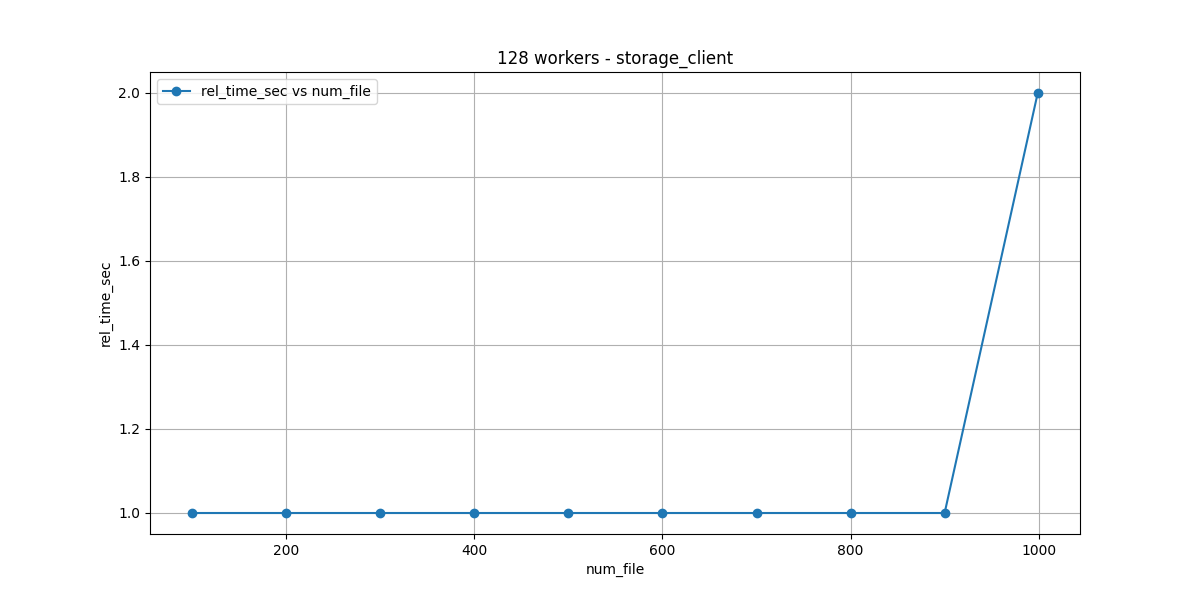 128 workers - storage_client
rel_time_sec vs num_file
2.0
1.8
1.6
1.4
1.2
1.0
rel_time_sec
200 400 600 800 1000
num_file